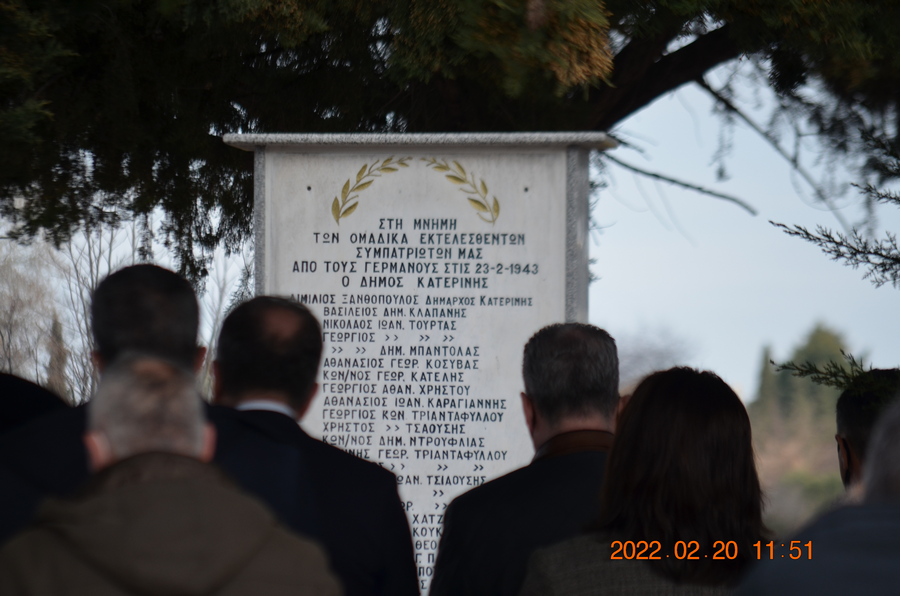 ΣΤΗ ΜΝΗΜΗ
ΤΩΝ ΟΜΑΔΙΚΑ ΕΚΤΕΛΕΣΘΕΝΤΩΝ
ΣΥΜΠΑΤΡΙΩΤΩΝ ΜΑΣ
ΑΠΟ ΤΟΥΣ ΓΕΡΜΑΝΟΥΣ ΣΤΙΣ 23-2-1943
Ο ΔΗΜΟΣ ΚΑΤΕΡΙΝΗΣ
ΑΙΜΙΛΙΟΣ ΞΑΝΘΟΠΟΥΛΟΣ ΔΗΜΑΡΧΟΣ ΚΑΤΕΡΙΝΗΣ
ΒΑΣΙΛΕΙΟΣ ΔΗΜ. ΚΛΑΠΑΝΗΣ
ΝΙΚΟΛΑΟΣ ΙΩΑΝ. ΤΟΥΡΤΑΣ
ΓΕΩΡΓΙΟΣ >> >> >>
>> >> ΔΗΜ. ΜΠΑΝΤΟΛΑΣ
ΑΘΑΝΑΣΙΟΣ ΓΕΩΡ. ΚΟΣΥΒΑΣ
ΚΩΝ/ΝΟΣ ΓΕΩΡ. ΚΑΤΕΛΗΣ
ΓΕΩΡΓΙΟΣ ΑΘΑΝ. ΧΡΗΣΤΟΥ
ΑΘΑΝΑΣΙΟΣ ΙΩΑΝ. ΚΑΡΑΓΙΑΝΝΗΣ
ΓΕΩΡΓΙΟΣ ΚΩΝ ΤΡΙΑΝΤΑΦΥΛΛΟΥ
ΧΡΗΣΤΟΣ >> ΤΣΑΟΥΣΗΣ
ΚΩΝ/ΝΟΣ ΔΗΜ. ΝΤΡΟΥΦΛΙΑΣ
ΓΕΩΡ. ΤΡΙΑΝΤΑΦΥΛΛΟΥ
>> >> >>
ΤΣΙΑΟΥΣΗΣ
>>
>>
2022.02.20 11:51